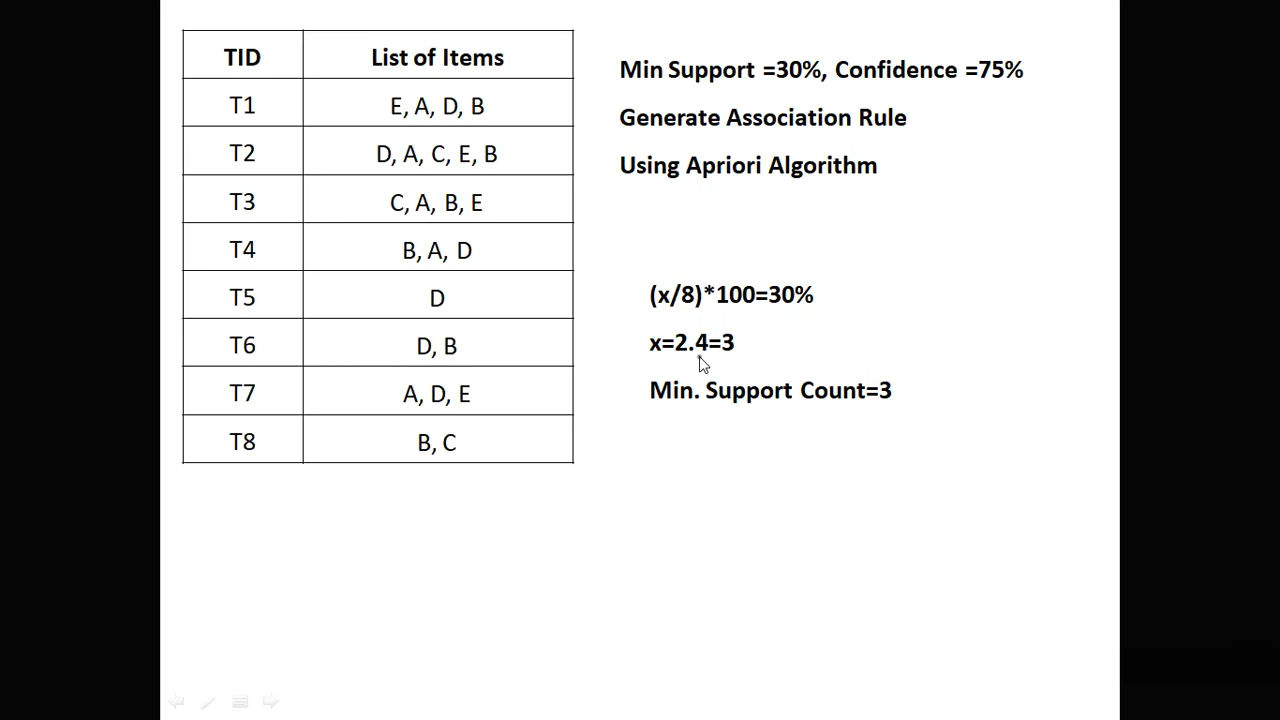 TID List of Items
T1 E, A, D, B
T2 D, A, C, E, B
T3 C, A, B, E
T4 B, A, D
T5 D
T6 D, B
T7 A, D, E
T8 B, C
Min Support =30%, Confidence =75%
Generate Association Rule
Using Apriori Algorithm
(x/8)*100=30%
x=2.4=3
Min. Support Count=3